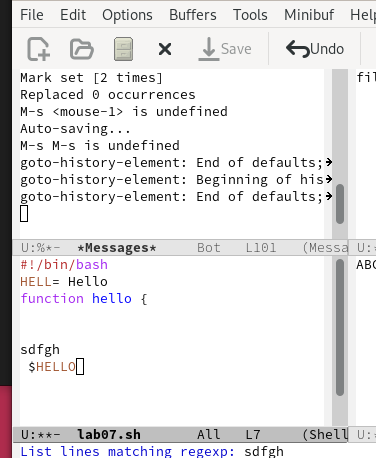 File Edit Options Buffers Tools Minibuf Help
Save Undo
Mark set [2 times]
Replaced 0 occurrences
M-s <mouse-1> is undefined
Auto-saving...
M-s M-s is undefined
goto-history-element: End of defaults;
goto-history-element: Beginning of his
goto-history-element: End of defaults;
U:%*- *Messages* Bot L101 (Messa
#!/bin/bash
HELL= Hello
function hello {
sdfgh
$HELLO
U:**- lab07.sh All L7 (Shell
List lines matching regexp: sdfgh
fil
U:
ABC
U: